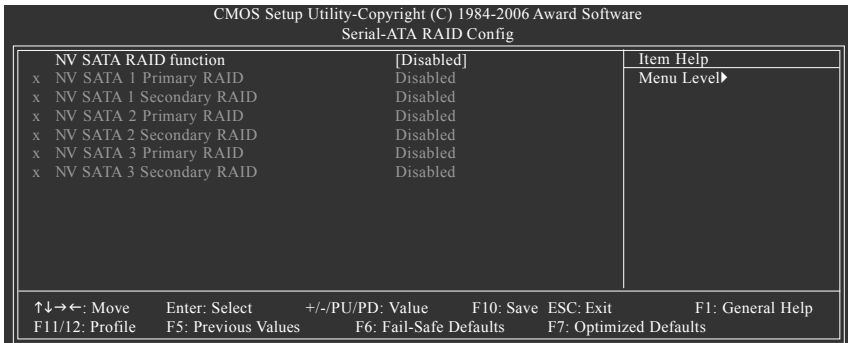 CMOS Setup Utility-Copyright (C) 1984-2006 Award Software
Serial-ATA RAID Config
NV SATA RAID function [Disabled] Item Help
x NV SATA 1 Primary RAID Disabled Menu Level▶
x NV SATA 1 Secondary RAID Disabled
x NV SATA 2 Primary RAID Disabled
x NV SATA 2 Secondary RAID Disabled
x NV SATA 3 Primary RAID Disabled
x NV SATA 3 Secondary RAID Disabled
↑↓→←: Move Enter: Select +/-/PU/PD: Value F10: Save ESC: Exit F1: General Help
F11/12: Profile F5: Previous Values F6: Fail-Safe Defaults F7: Optimized Defaults